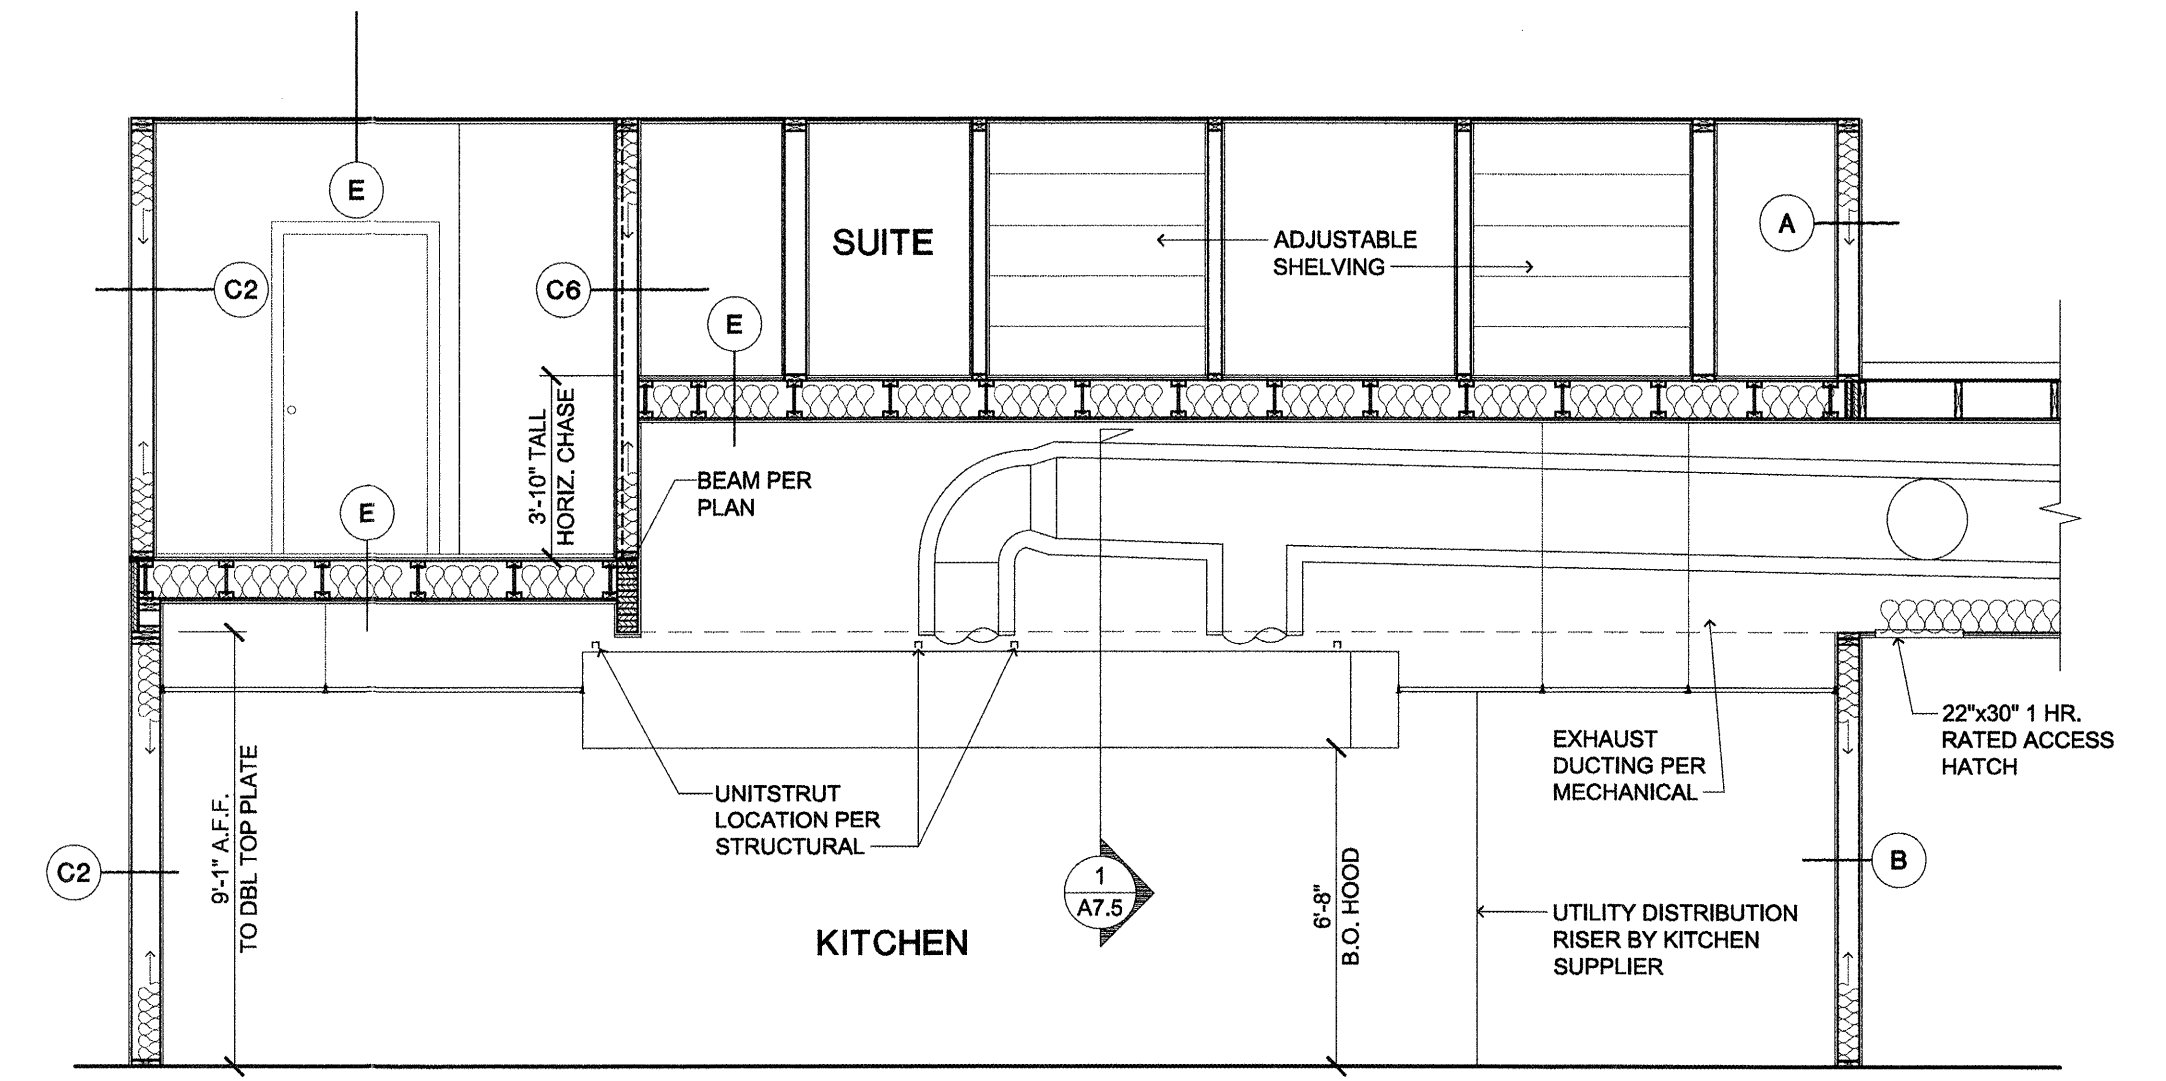 E
SUITE
ADJUSTABLE
SHELVING
A
C2
C6
E
3'-10" TALL
HORIZ. CHASE
BEAM PER
PLAN
E
22"x30" 1 HR.
RATED ACCESS
HATCH
EXHAUST
DUCTING PER
MECHANICAL
UNITSTRUT
LOCATION PER
STRUCTURAL
9'-1" A.F.F.
TO DBL TOP PLATE
C2
1
A7.5
6'-8"
B.O. HOOD
B
UTILITY DISTRIBUTION
RISER BY KITCHEN
SUPPLIER
KITCHEN